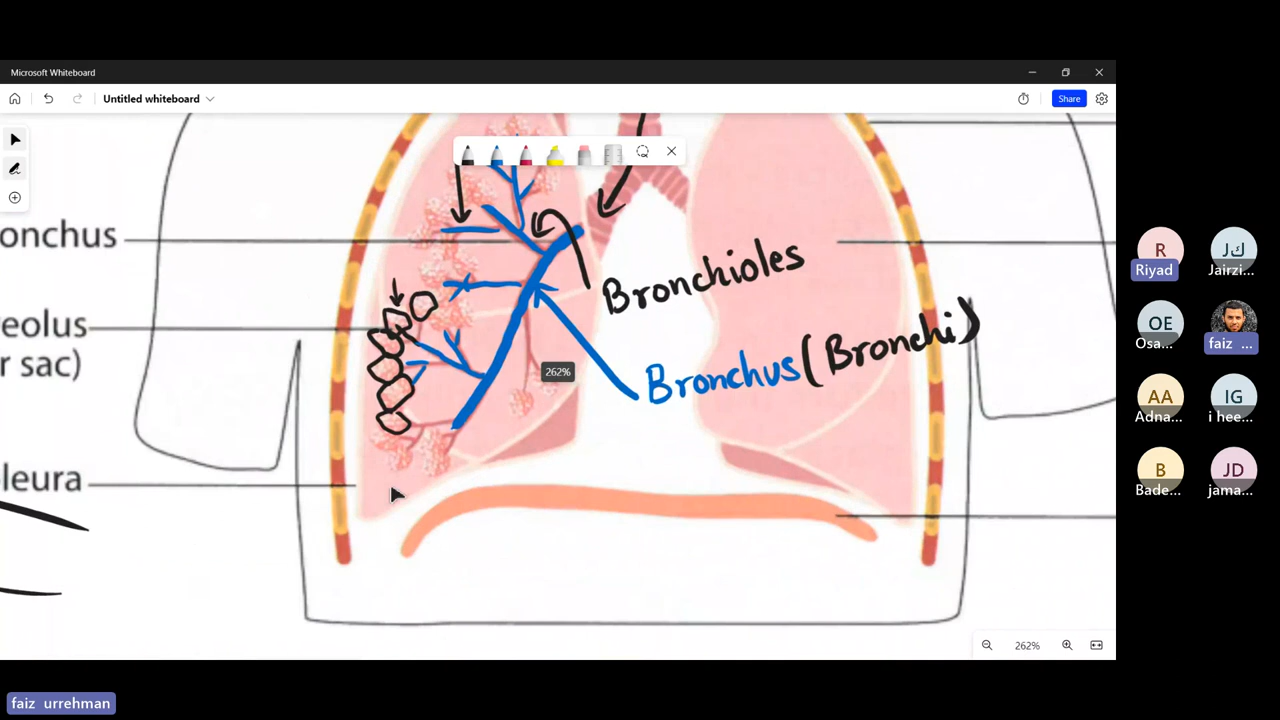 Microsoft Whiteboard
Untitled whiteboard
Share
onchus
eolus
r sac)
leura
Bronchioles
Bronchus (Bronchi)
262%
262%
R
Riyad
كJ
Jairzi...
OE
Osa...
faiz ...
AA
Adna...
IG
i hee...
B
Bade...
JD
jama...
faiz urrehman